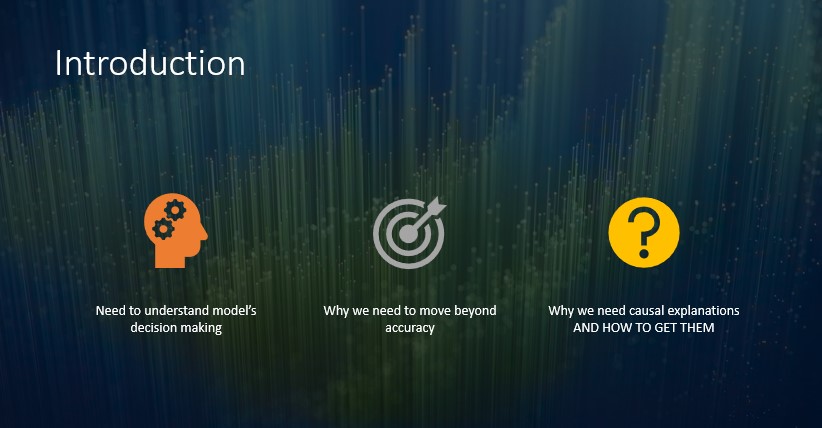 Introduction
Need to understand model’s
decision making
Why we need to move beyond
accuracy
Why we need causal explanations
AND HOW TO GET THEM